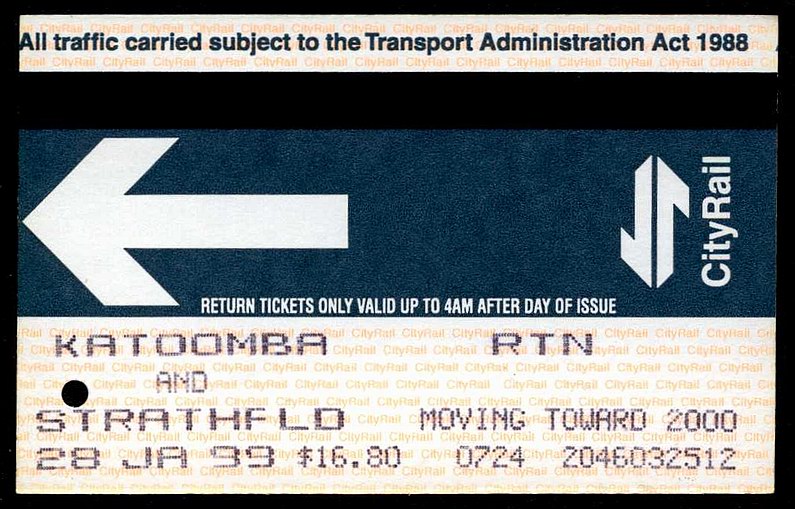 All traffic carried subject to the Transport Administration Act 1988
CityRail
RETURN TICKETS ONLY VALID UP TO 4AM AFTER DAY OF ISSUE
KATOOMBA RTN
AND
STRATHFLD MOVING TOWARD 2000
28 JA 99 $16.80 0724 Z046032512